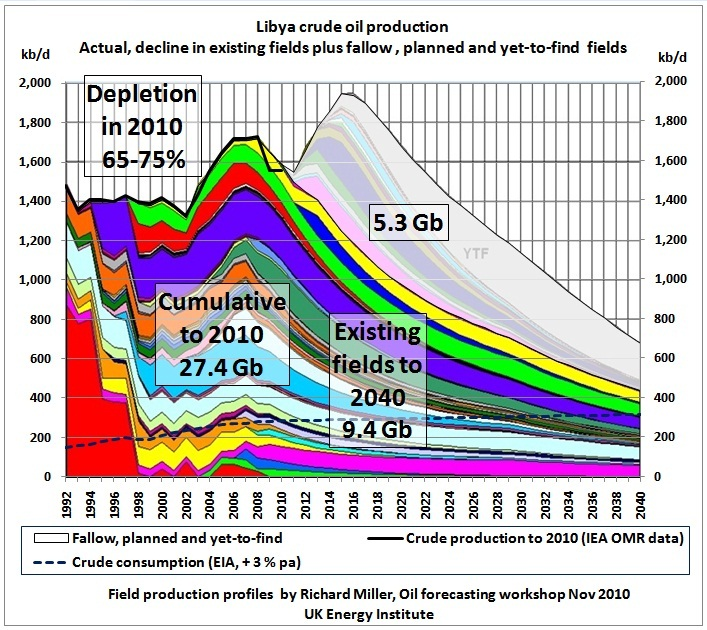 Libya crude oil production
Actual, decline in existing fields plus fallow , planned and yet-to-find fields
kb/d
kb/d
2,000
1,800
1,600
1,400
1,200
1,000
800
600
400
200
0
Depletion
in 2010
65-75%
5.3 Gb
YTF
Cumulative
to 2010
27.4 Gb
Existing
fields to
2040
9.4 Gb
2,000
1,800
1,600
1,400
1,200
1,000
800
600
400
200
0
1992
1994
1996
1998
2000
2002
2004
2006
2008
2010
2012
2014
2016
2018
2020
2022
2024
2026
2028
2030
2032
2034
2036
2038
2040
Fallow, planned and yet-to-find
Crude production to 2010 (IEA OMR data)
Crude consumption (EIA, + 3 % pa)
Field production profiles by Richard Miller, Oil forecasting workshop Nov 2010
UK Energy Institute